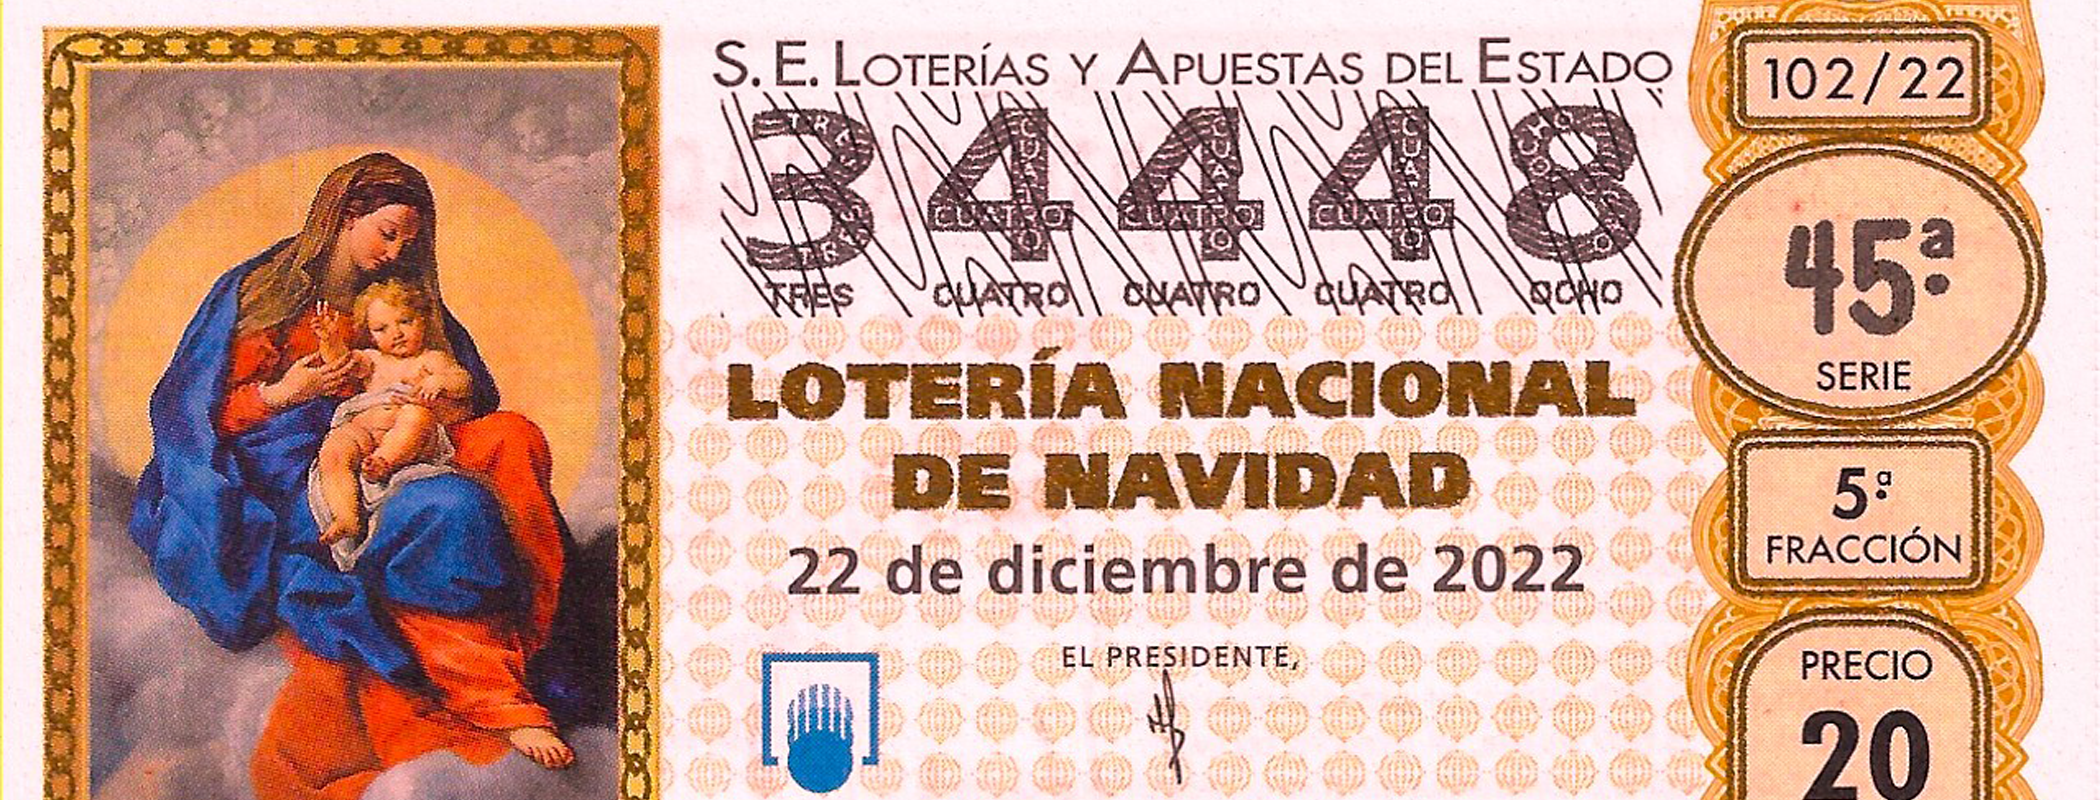 S. E. LOTERÍAS Y APUESTAS DEL ESTADO
34448
TRES CUATRO CUATRO CUATRO OCHO
LOTERÍA NACIONAL
DE NAVIDAD
22 de diciembre de 2022
EL PRESIDENTE,
102/22
45ª
SERIE
5ª
FRACCIÓN
PRECIO
20